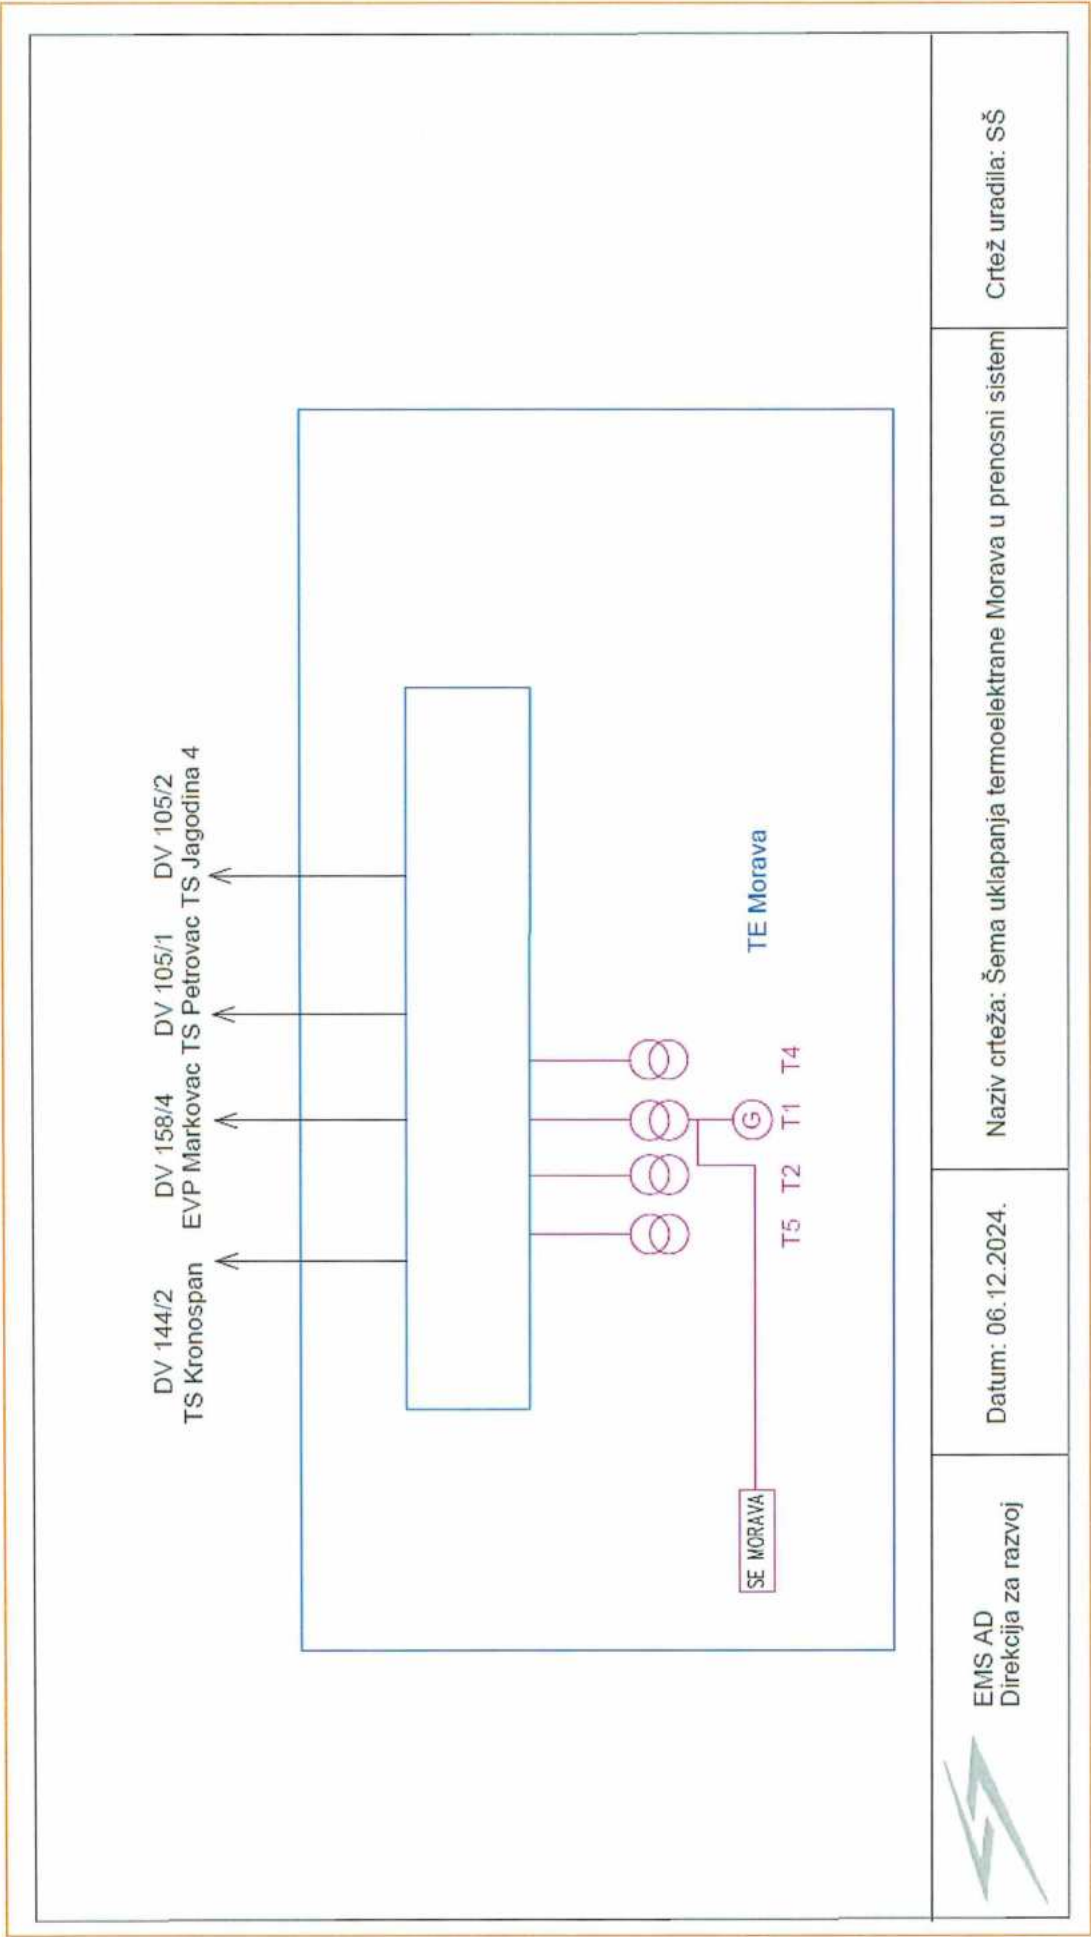 DV 144/2
TS Kronospan
DV 158/4
EVP Markovac
DV 105/1
TS Petrovac
DV 105/2
TS Jagodina 4
G
T5
T2
T1
T4
TE Morava
SE MORAVA
EMS AD
Direkcija za razvoj
Datum: 06.12.2024.
Naziv crteža: Šema uklapanja termoelektrane Morava u prenosni sistem
Crtež uradila: SŠ